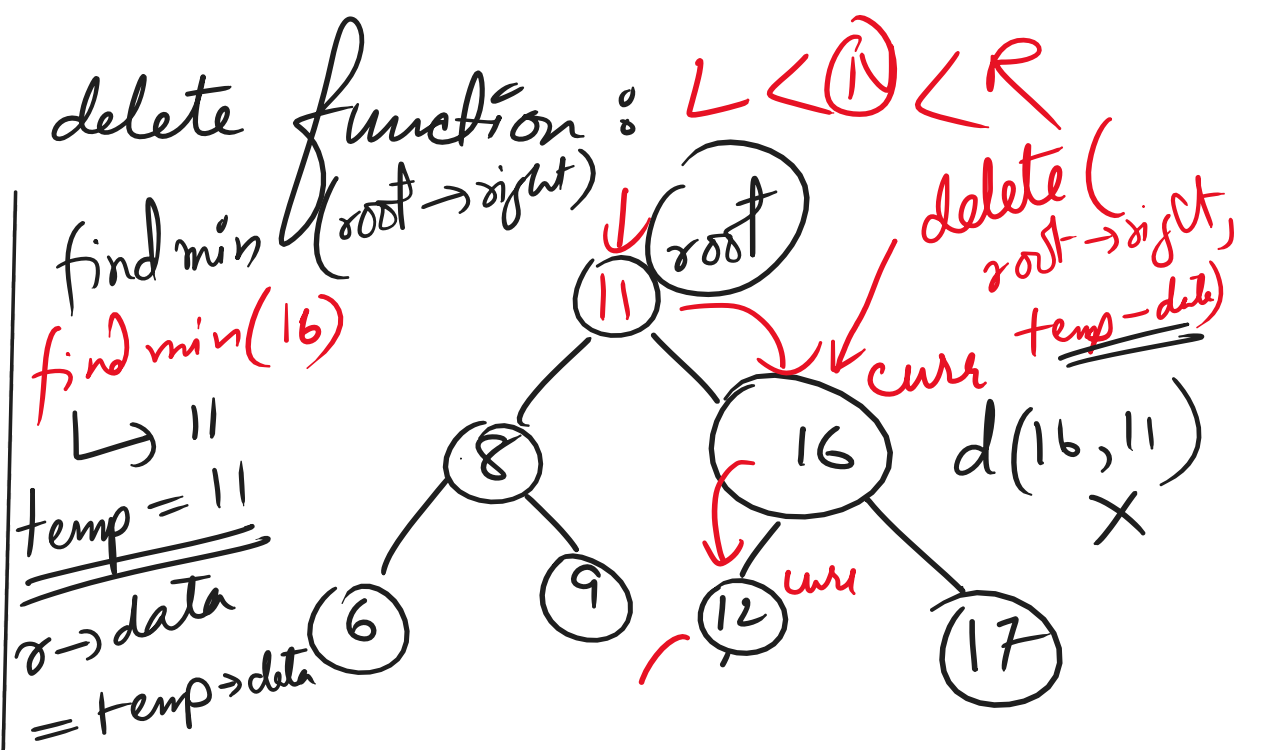 delete function :
L < N < R
find min (root → right)
find min(16)
↳ 11
temp = 11
r → data
= temp → deta
root
11
8
16
6
9
12
17
curr
curr
delete (
root → right,
temp - data)
d(16, 11)
X